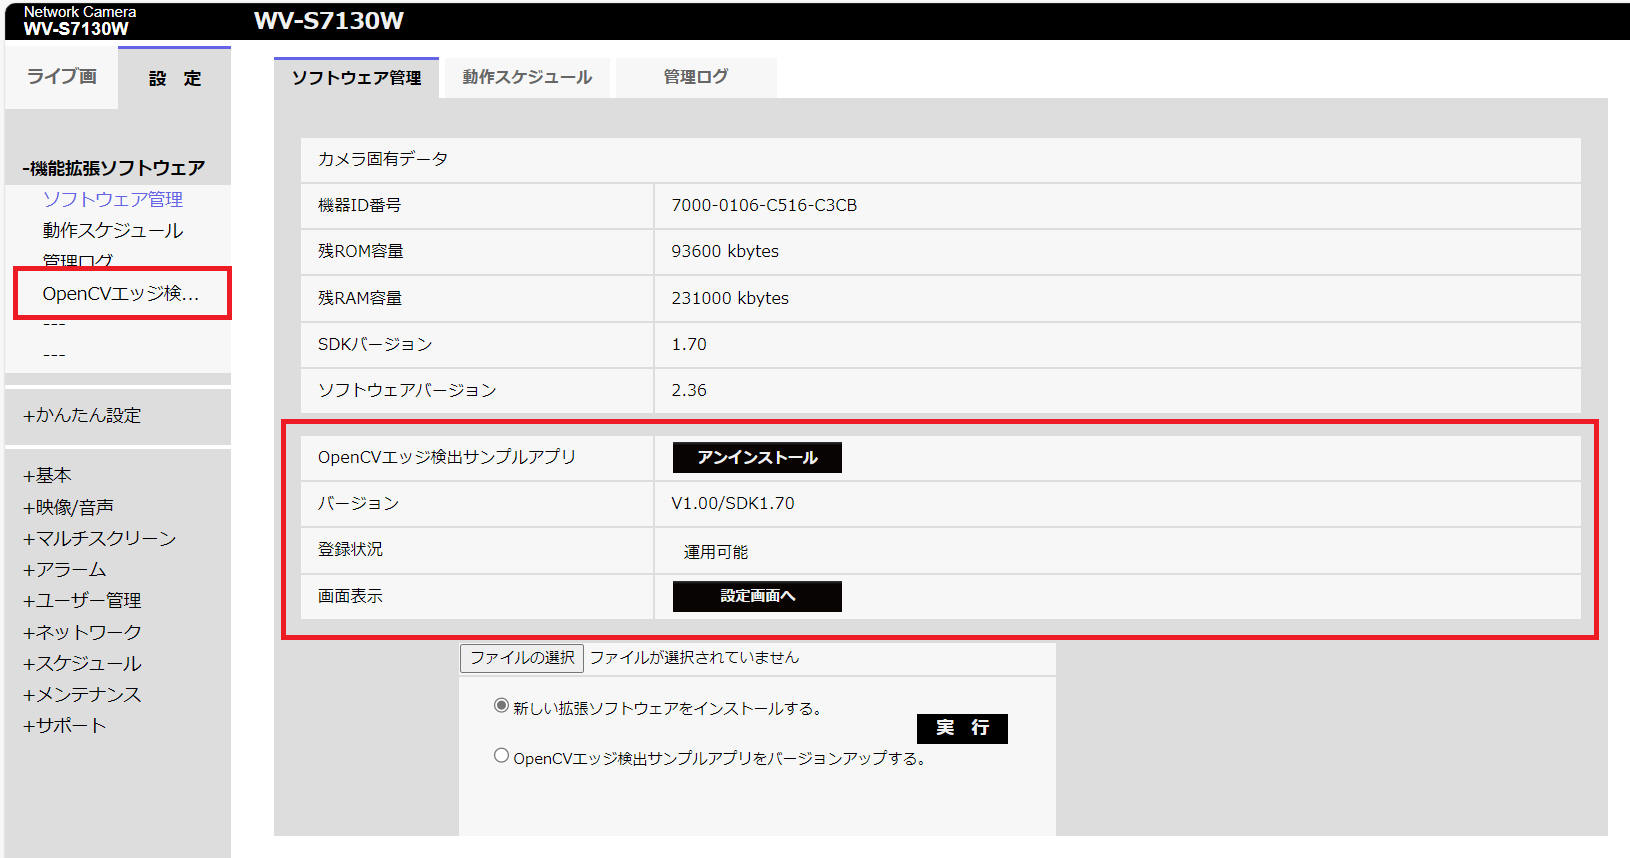 Network Camera
WV-S7130W
WV-S7130W
ライブ画
設 定
-機能拡張ソフトウェア
ソフトウェア管理
動作スケジュール
管理ログ
OpenCVエッジ検...
---
---
+かんたん設定
+基本
+映像/音声
+マルチスクリーン
+アラーム
+ユーザー管理
+ネットワーク
+スケジュール
+メンテナンス
+サポート
ソフトウェア管理 動作スケジュール 管理ログ
カメラ固有データ
機器ID番号 7000-0106-C516-C3CB
残ROM容量 93600 kbytes
残RAM容量 231000 kbytes
SDKバージョン 1.70
ソフトウェアバージョン 2.36
OpenCVエッジ検出サンプルアプリ アンインストール
バージョン V1.00/SDK1.70
登録状況 運用可能
画面表示 設定画面へ
ファイルの選択 ファイルが選択されていません
新しい拡張ソフトウェアをインストールする。
実 行
OpenCVエッジ検出サンプルアプリをバージョンアップする。